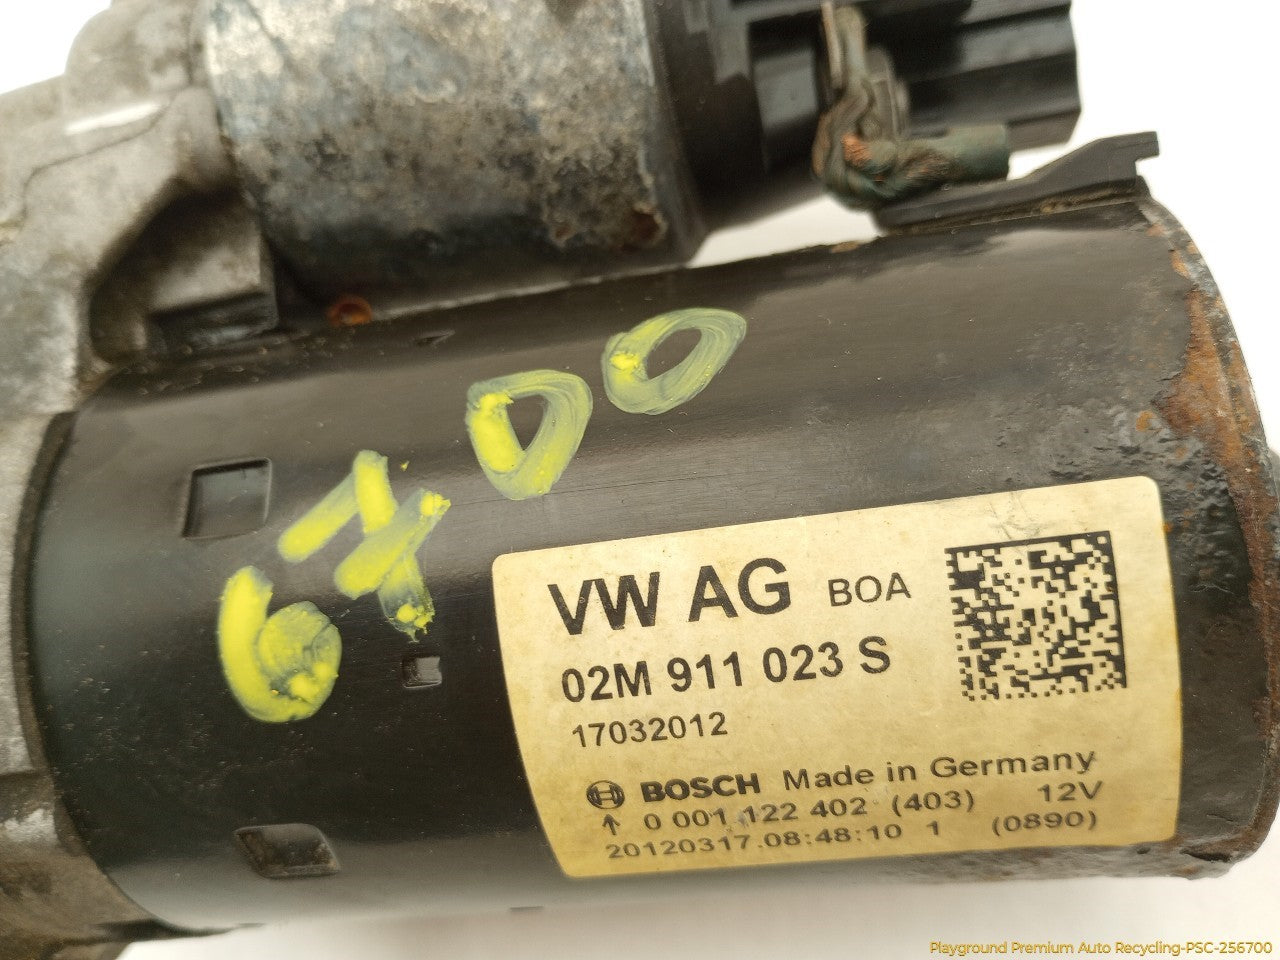 6700
VW AG BOA
02M 911 023 S
17032012
BOSCH Made in Germany
↑ 0 001 122 402 (403) 12V
20120317.08:48:10 1 (0890)
Playground Premium Auto Recycling-PSC-256700